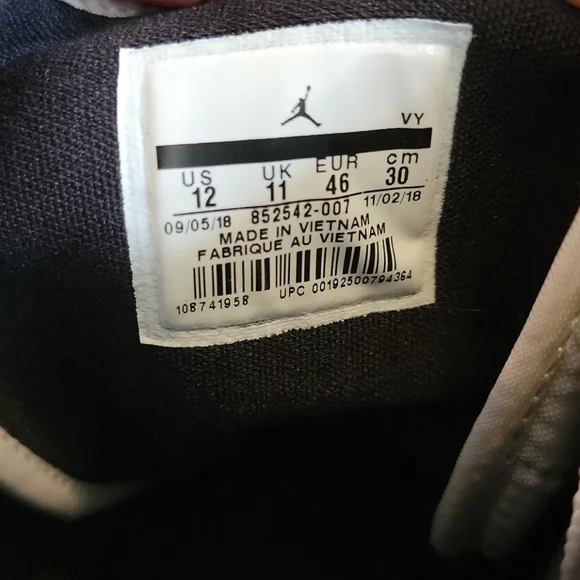 VY
US UK EUR cm
12 11 46 30
09/05/18 852542-007 11/02/18
MADE IN VIETNAM
FABRIQUE AU VIETNAM
108741958 UPC 00192500794364